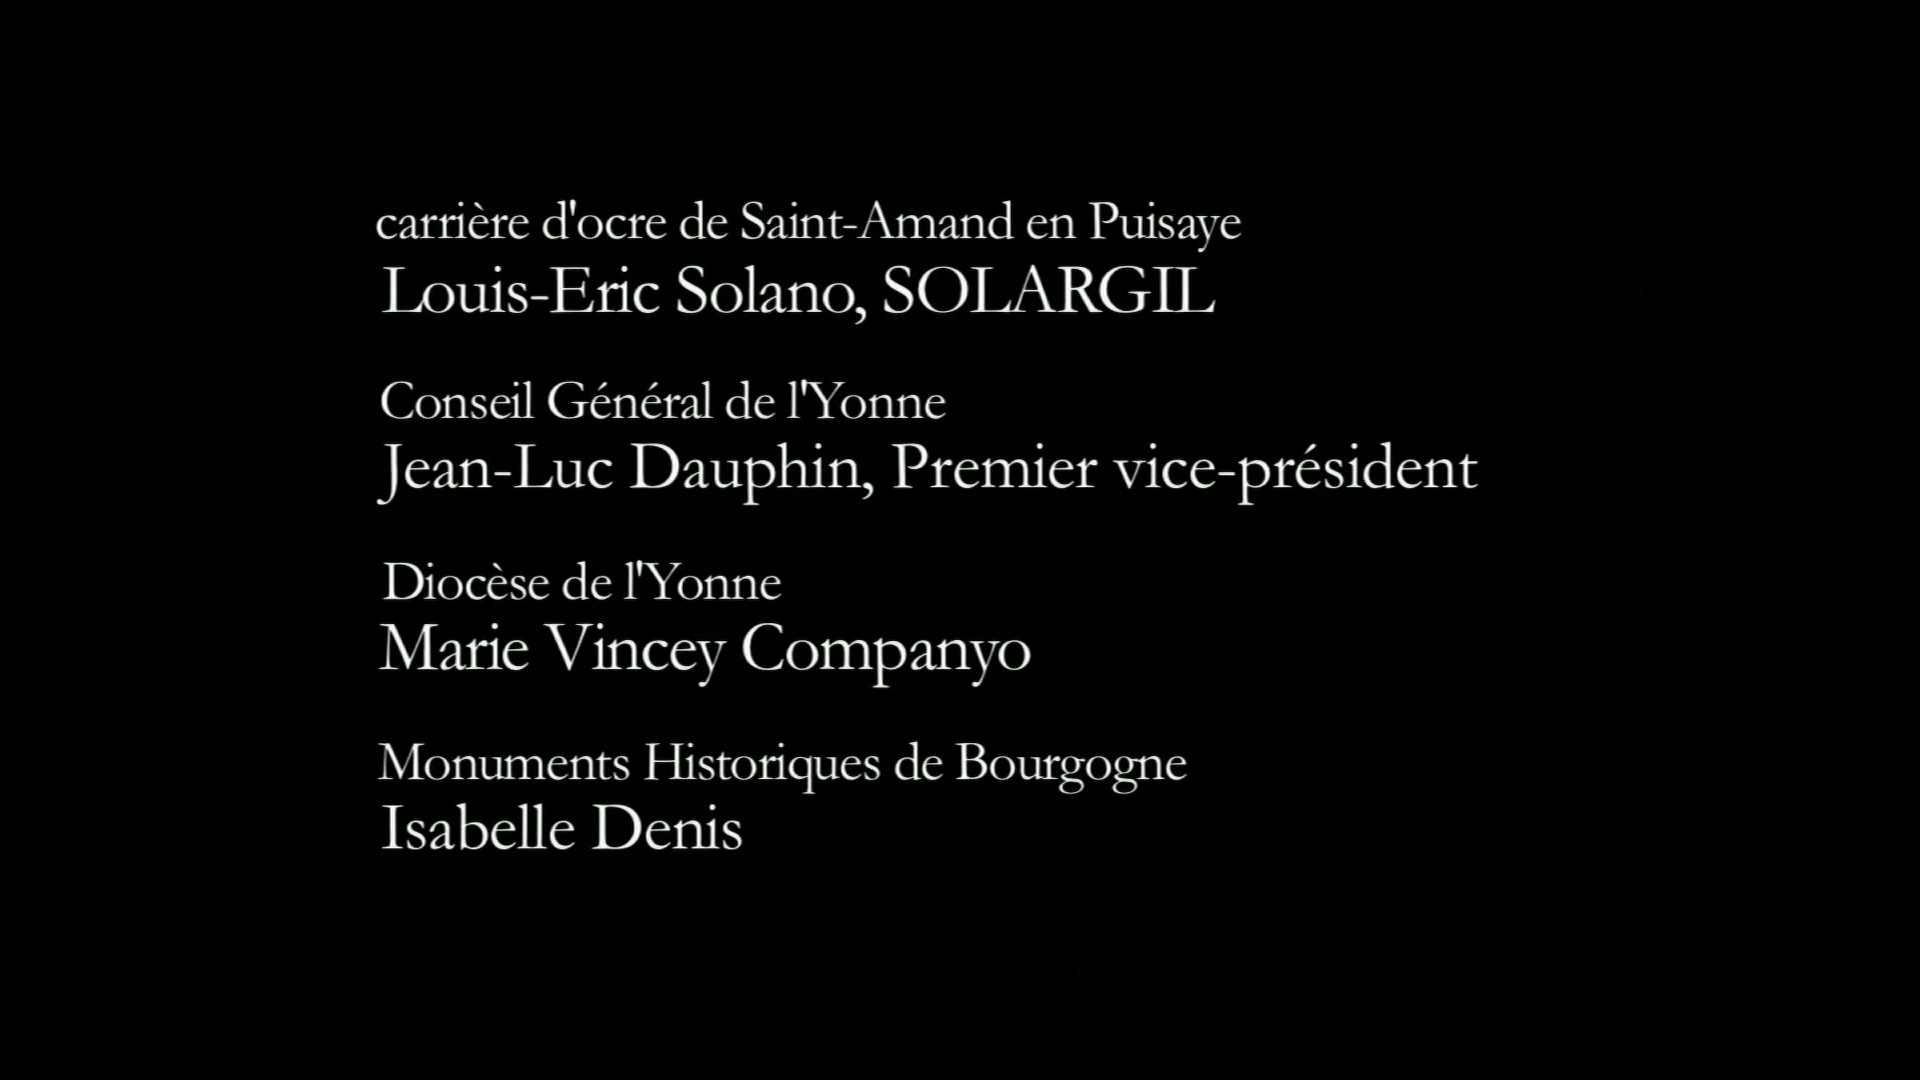 carrière d'ocre de Saint-Amand en Puisaye
Louis-Eric Solano, SOLARGIL
Conseil Général de l'Yonne
Jean-Luc Dauphin, Premier vice-président
Diocèse de l'Yonne
Marie Vincey Companyo
Monuments Historiques de Bourgogne
Isabelle Denis